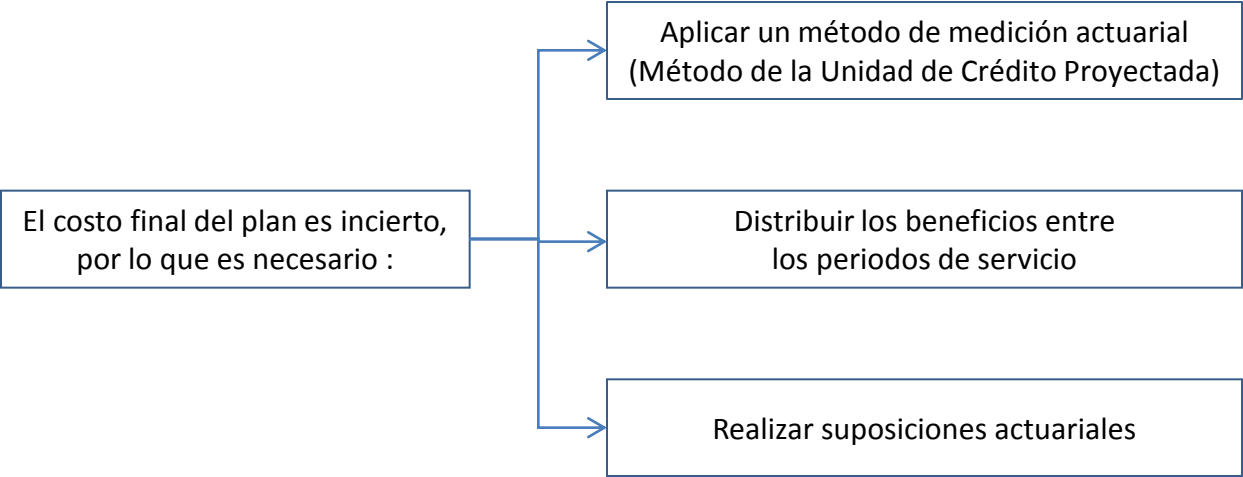 Aplicar un método de medición actuarial
(Método de la Unidad de Crédito Proyectada)
El costo final del plan es incierto,
por lo que es necesario :
Distribuir los beneficios entre
los periodos de servicio
Realizar suposiciones actuariales